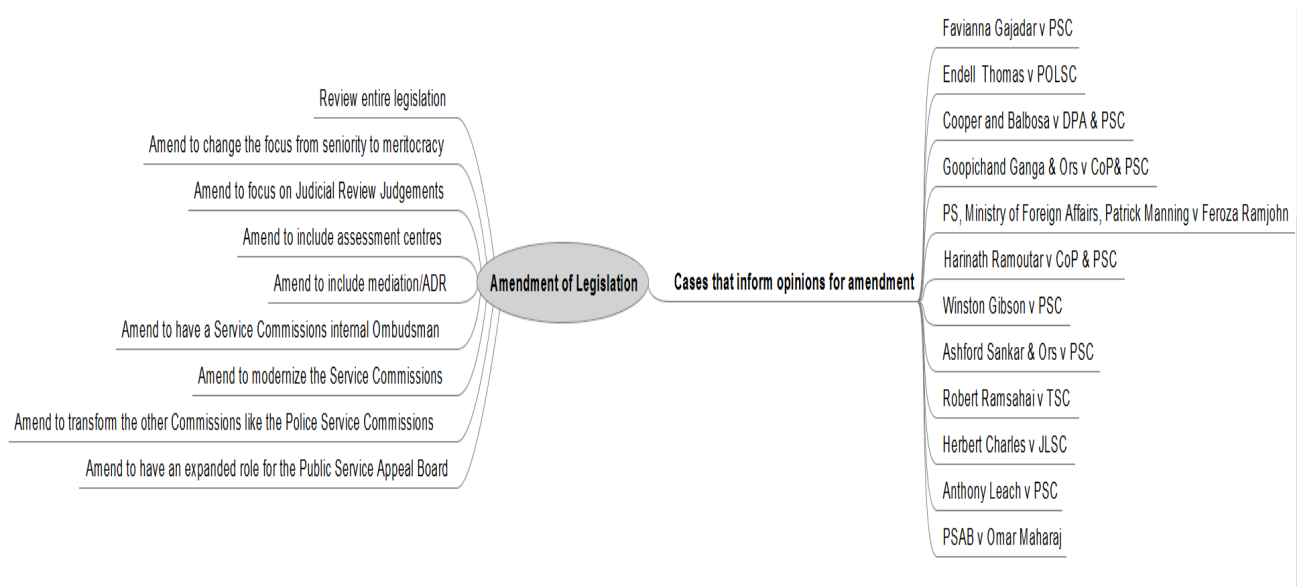 Review entire legislation
Amend to change the focus from seniority to meritocracy
Amend to focus on Judicial Review Judgements
Amend to include assessment centres
Amend to include mediation/ADR
Amend to have a Service Commissions internal Ombudsman
Amend to modernize the Service Commissions
Amend to transform the other Commissions like the Police Service Commissions
Amend to have an expanded role for the Public Service Appeal Board
Amendment of Legislation
Cases that inform opinions for amendment
Favianna Gajadar v PSC
Endell Thomas v POLSC
Cooper and Balbosa v DPA & PSC
Goopichand Ganga & Ors v CoP& PSC
PS, Ministry of Foreign Affairs, Patrick Manning v Feroza Ramjohn
Harinath Ramoutar v CoP & PSC
Winston Gibson v PSC
Ashford Sankar & Ors v PSC
Robert Ramsahai v TSC
Herbert Charles v JLSC
Anthony Leach v PSC
PSAB v Omar Maharaj